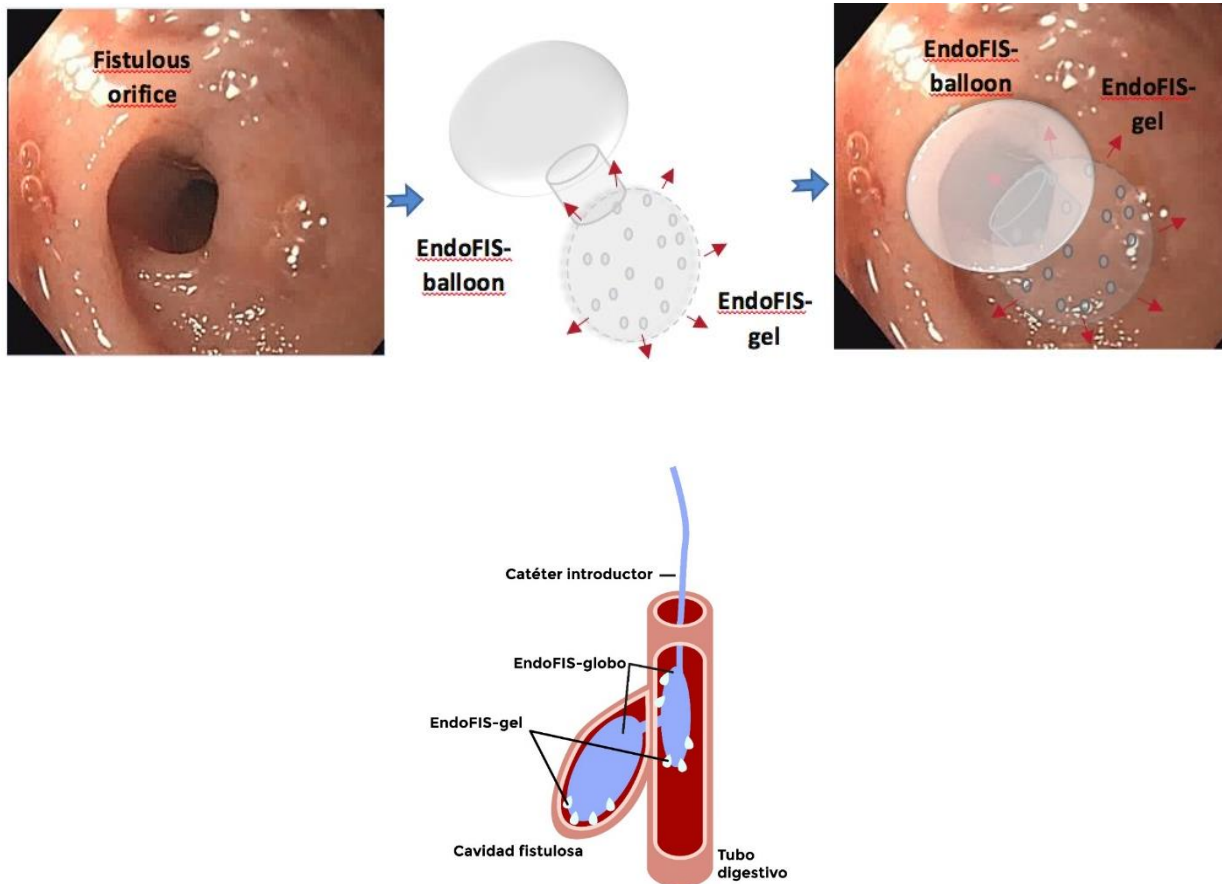 Fistulous
orifice
EndoFIS-
balloon
EndoFIS-
gel
EndoFIS-
balloon
EndoFIS-
gel
Catéter introductor
EndoFIS-globo
EndoFIS-gel
Cavidad fistulosa
Tubo
digestivo